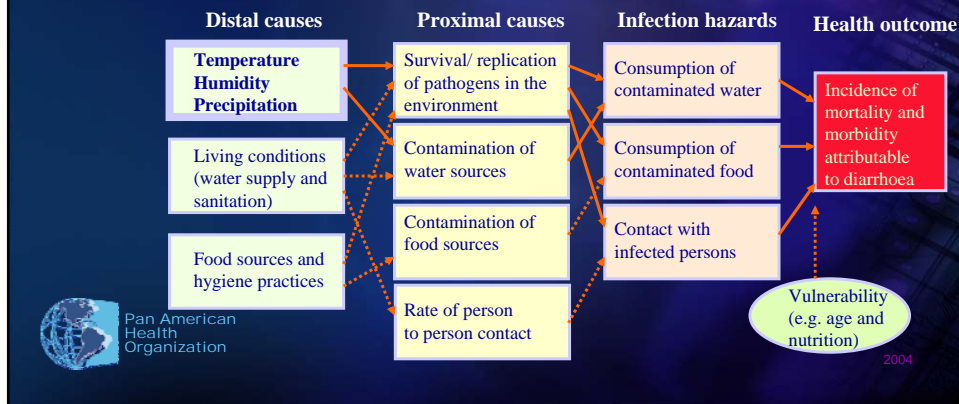 Distal causes
Proximal causes
Infection hazards
Health outcome
Temperature
Humidity
Precipitation
Living conditions
(water supply and
sanitation)
Food sources and
hygiene practices
Survival/ replication
of pathogens in the
environment
Contamination of
water sources
Contamination of
food sources
Rate of person
to person contact
Consumption of
contaminated water
Consumption of
contaminated food
Contact with
infected persons
Incidence of
mortality and
morbidity
attributable
to diarrhoea
Vulnerability
(e.g. age and
nutrition)
Pan American
Health
Organization
2004